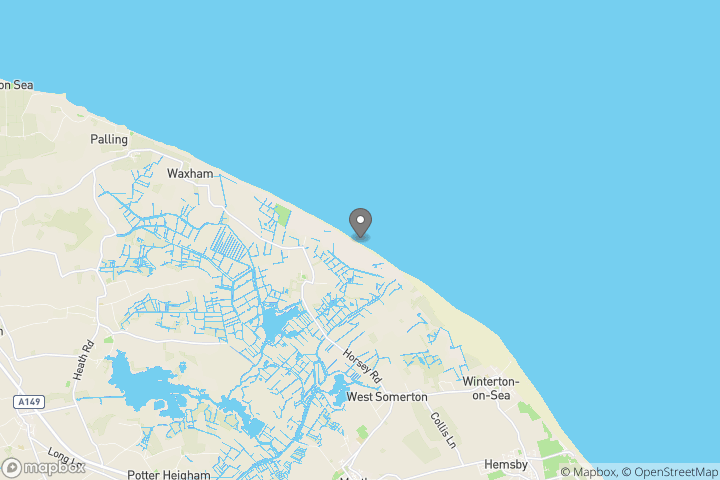 on Sea
Palling
Waxham
Heath Rd
Horsey Rd
A149
West Somerton
Winterton-
on-Sea
Collis Ln
Long L
Potter Heigham
Hemsby
mapbox
© Mapbox, © OpenStreetMap